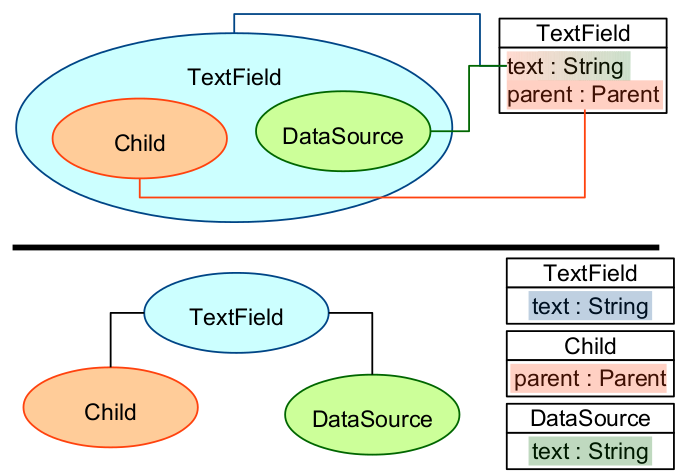 TextField
TextField
text : String
parent : Parent
Child
DataSource
TextField
TextField
text : String
Child
parent : Parent
Child
DataSource
DataSource
text : String